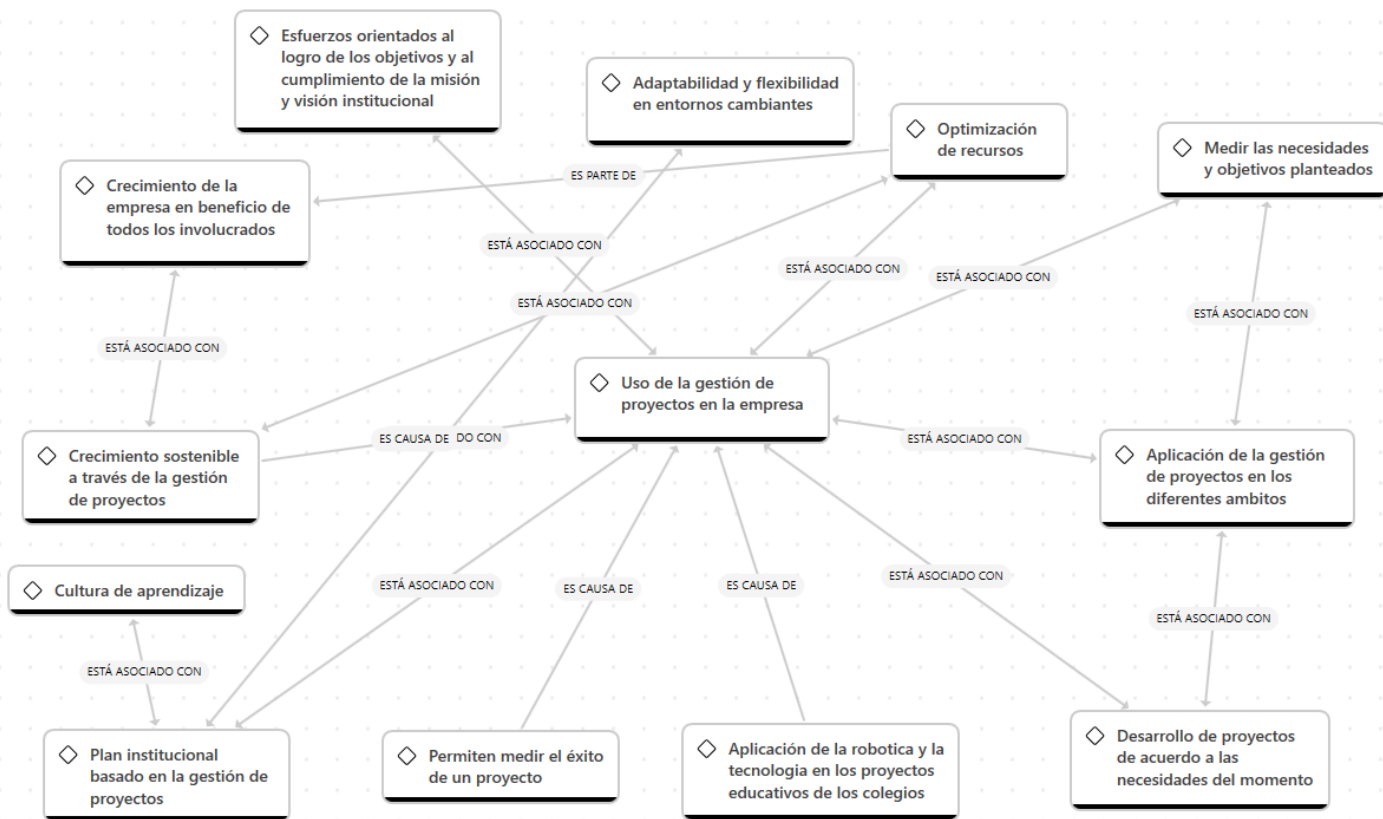 Esfuerzos orientados al
logro de los objetivos y al
cumplimiento de la misión
y visión institucional
Adaptabilidad y flexibilidad
en entornos cambiantes
Optimización
de recursos
Medir las necesidades
y objetivos planteados
ES PARTE DE
Crecimiento de la
empresa en beneficio de
todos los involucrados
ESTÁ ASOCIADO CON
ESTÁ ASOCIADO CON
ESTÁ ASOCIADO CON
ESTÁ ASOCIADO CON
ESTÁ ASOCIADO CON
ESTÁ ASOCIADO CON
Uso de la gestión de
proyectos en la empresa
ES CAUSA DE
DO CON
ESTÁ ASOCIADO CON
Crecimiento sostenible
a través de la gestión
de proyectos
Aplicación de la gestión
de proyectos en los
diferentes ambitos
Cultura de aprendizaje
ESTÁ ASOCIADO CON
ES CAUSA DE
ES CAUSA DE
ESTÁ ASOCIADO CON
ESTÁ ASOCIADO CON
ESTÁ ASOCIADO CON
Plan institucional
basado en la gestión de
proyectos
Permiten medir el éxito
de un proyecto
Aplicación de la robotica y la
tecnologia en los proyectos
educativos de los colegios
Desarrollo de proyectos
de acuerdo a las
necesidades del momento